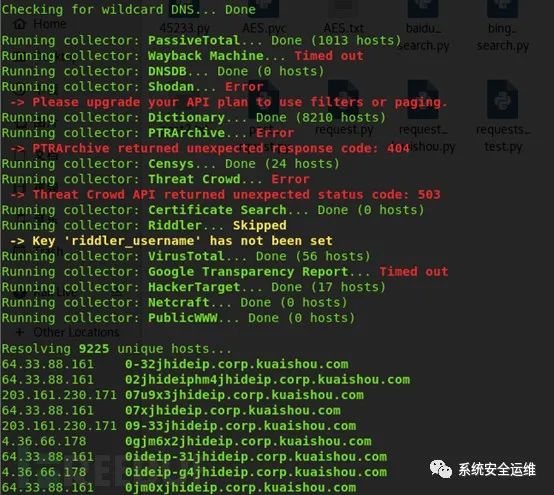 Checking for wildcard DNS... Done
Running collector: PassiveTotal... Done (1013 hosts)
Running collector: Wayback Machine... Timed out
Running collector: DNSDB... Done (0 hosts)
Running collector: Shodan... Error
-> Please upgrade your API plan to use filters or paging.
Running collector: Dictionary... Done (8210 hosts)
Running collector: PTRArchive... Error
-> PTRArchive returned unexpected response code: 404
Running collector: Censys... Done (24 hosts)
Running collector: Threat Crowd... Error
-> Threat Crowd API returned unexpected status code: 503
Running collector: Certificate Search... Done (0 hosts)
Running collector: Riddler... Skipped
-> Key 'riddler_username' has not been set
Running collector: VirusTotal... Done (56 hosts)
Running collector: Google Transparency Report... Timed out
Running collector: HackerTarget... Done (17 hosts)
Running collector: Netcraft... Done (0 hosts)
Running collector: PublicWWW... Done (0 hosts)
Resolving 9225 unique hosts...
64.33.88.161 0-32jhideip.corp.kuaishou.com
64.33.88.161 02jhideiphm4jhideip.corp.kuaishou.com
203.161.230.171 07u9x3jhideip.corp.kuaishou.com
64.33.88.161 07xjhideip.corp.kuaishou.com
203.161.230.171 09-33jhideip.corp.kuaishou.com
4.36.66.178 0gjm6x2jhideip.corp.kuaishou.com
64.33.88.161 0ideip-31jhideip.corp.kuaishou.com
4.36.66.178 0ideip-g4jhideip.corp.kuaishou.com
64.33.88.161 0jm0xjhideip.corp.kuaishou.com
Home
45233.py
AES.pyc
AES.txt
baidu_search.py
bing_search.py
request.py
requests_test.py
Other Locations
系统安全运维